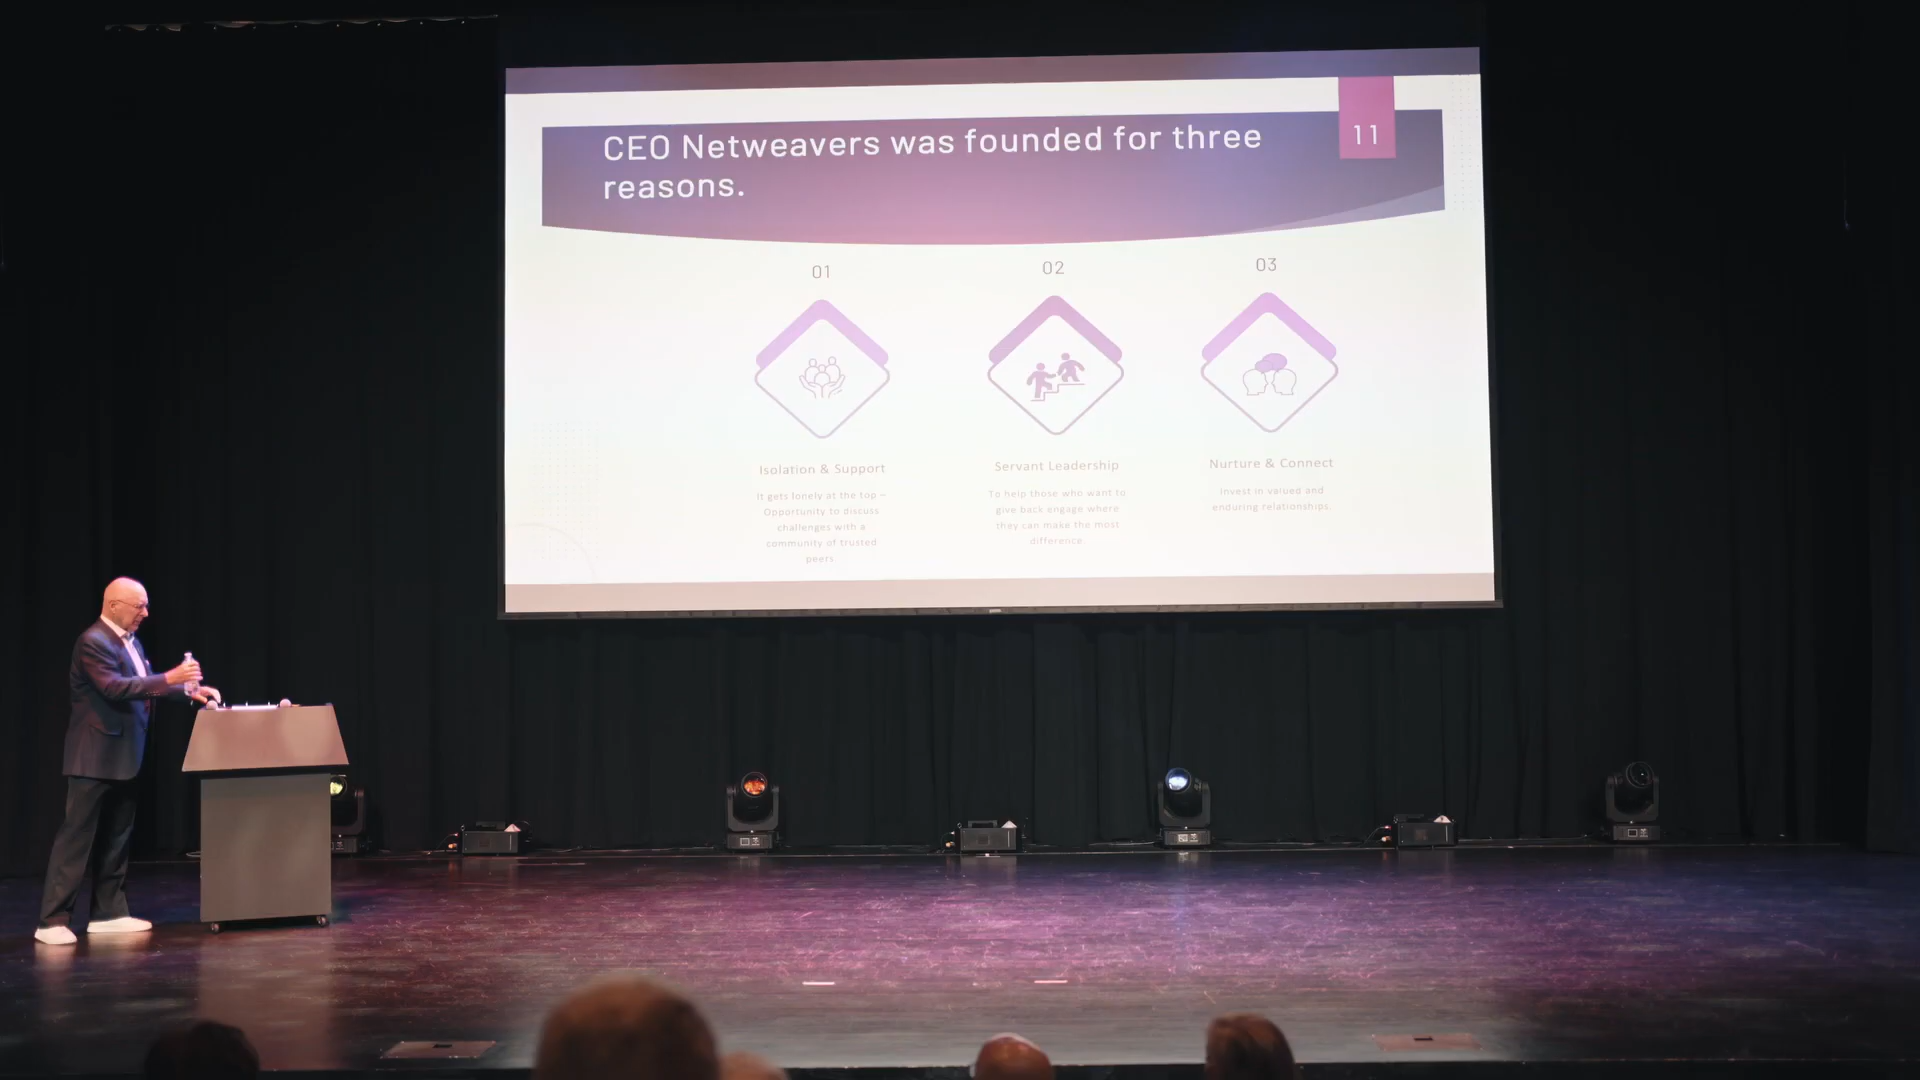 CEO Netweavers was founded for three
reasons.
11
01
02
03
Isolation & Support
It gets lonely at the top –
Opportunity to discuss
challenges with a
community of trusted
peers
Servant Leadership
To help those who want to
give back engage where
they can make the most
difference.
Nurture & Connect
Invest in valued and
enduring relationships.